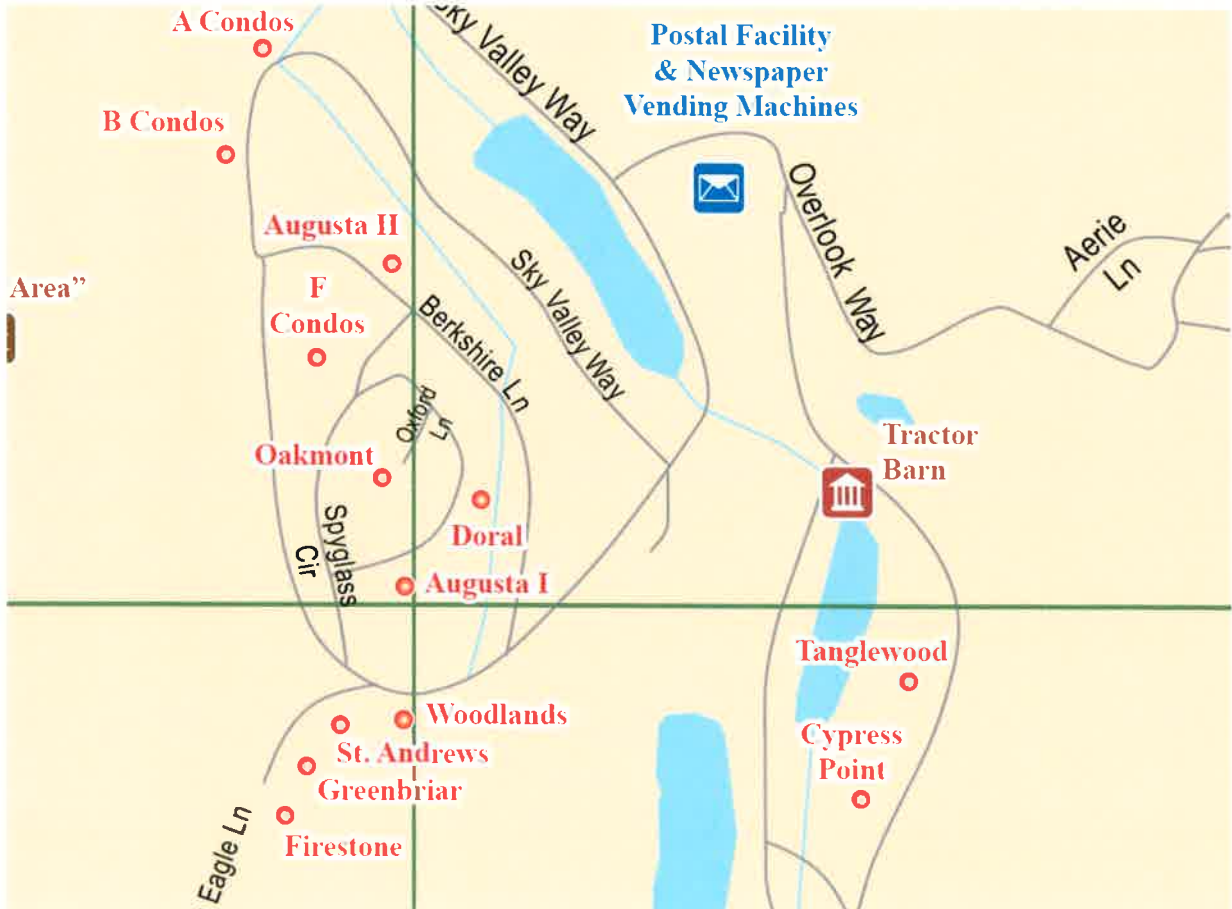 A Condos
Sky Valley Way
Postal Facility
& Newspaper
Vending Machines
B Condos
Overlook Way
Augusta II
Aerie
Ln
Area”
F
Condos
Sky Valley Way
Berkshire Ln
Oxford
Ln
Tractor
Barn
Oakmont
Spyglass
Cir
Doral
Augusta I
Tanglewood
Woodlands
St. Andrews
Cypress
Point
Greenbriar
Firestone
Eagle Ln